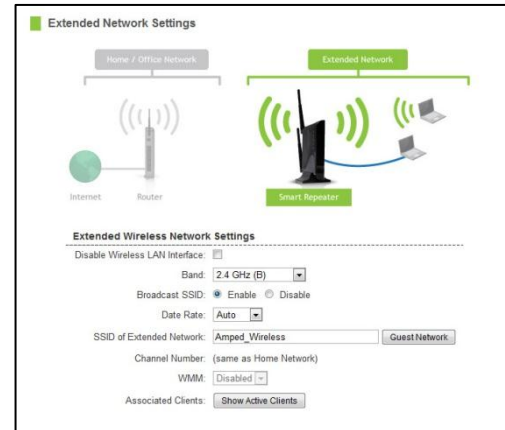 Extended Network Settings
Home / Office Network
Extended Network
Internet
Router
Smart Repeater
Extended Wireless Network Settings
Disable Wireless LAN Interface:
Band: 2.4 GHz (B)
Broadcast SSID: Enable Disable
Date Rate: Auto
SSID of Extended Network: Amped_Wireless Guest Network
Channel Number: (same as Home Network)
WMM: Disabled
Associated Clients: Show Active Clients